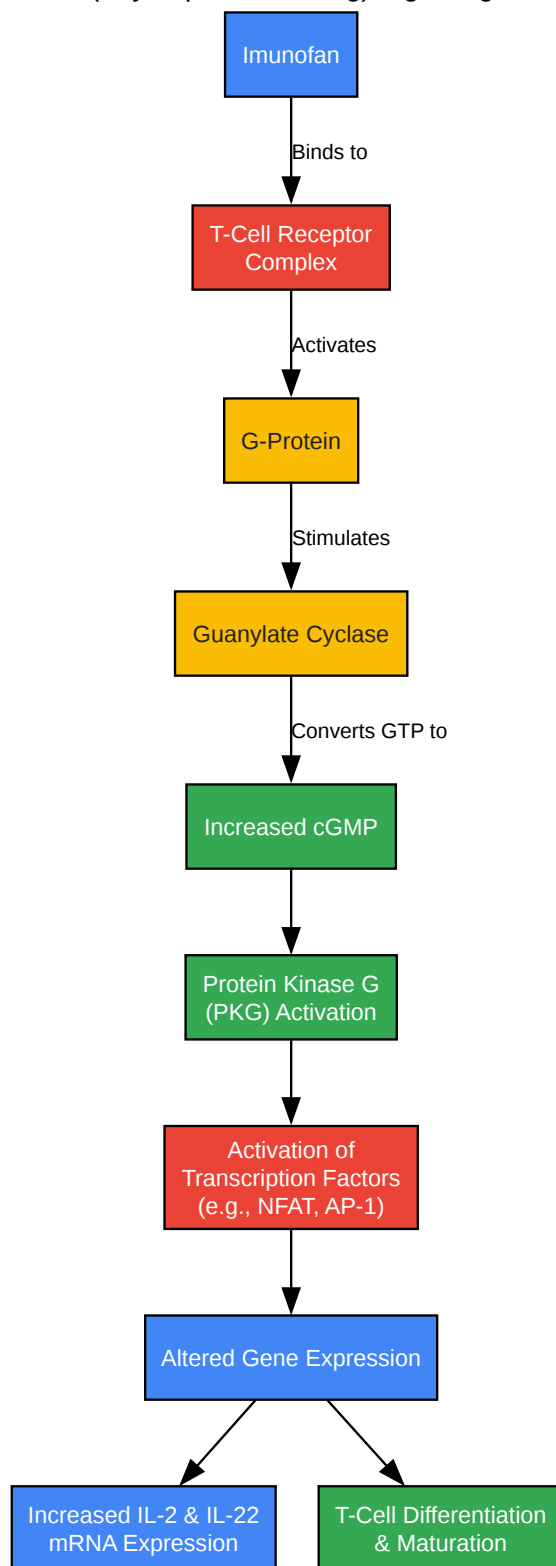 Imunofan
Binds to
T-Cell Receptor
Complex
Activates
G-Protein
Stimulates
Guanylate Cyclase
Converts GTP to
Increased cGMP
Protein Kinase G
(PKG) Activation
Activation of
Transcription Factors
(e.g., NFAT, AP-1)
Altered Gene Expression
Increased IL-2 & IL-22
mRNA Expression
T-Cell Differentiation
& Maturation